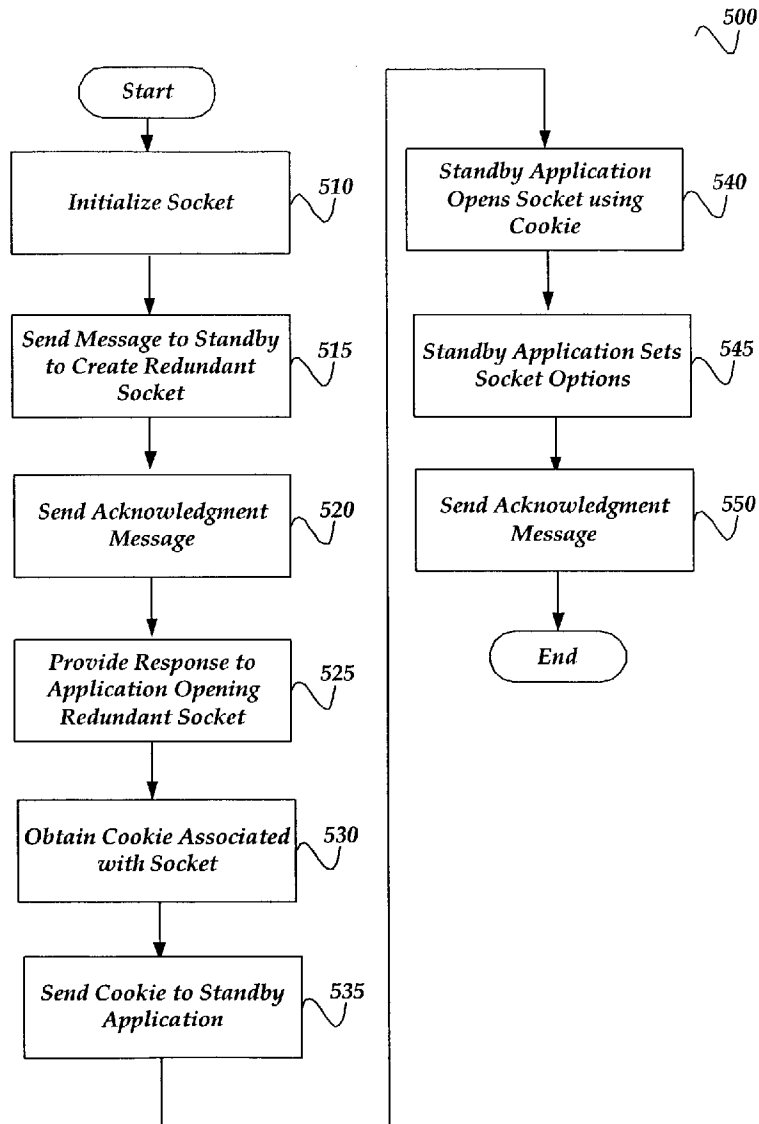 500
Start
Initialize Socket
510
Send Message to Standby
to Create Redundant
Socket
515
Send Acknowledgment
Message
520
Provide Response to
Application Opening
Redundant Socket
525
Obtain Cookie Associated
with Socket
530
Send Cookie to Standby
Application
535
Standby Application
Opens Socket using
Cookie
540
Standby Application Sets
Socket Options
545
Send Acknowledgment
Message
550
End